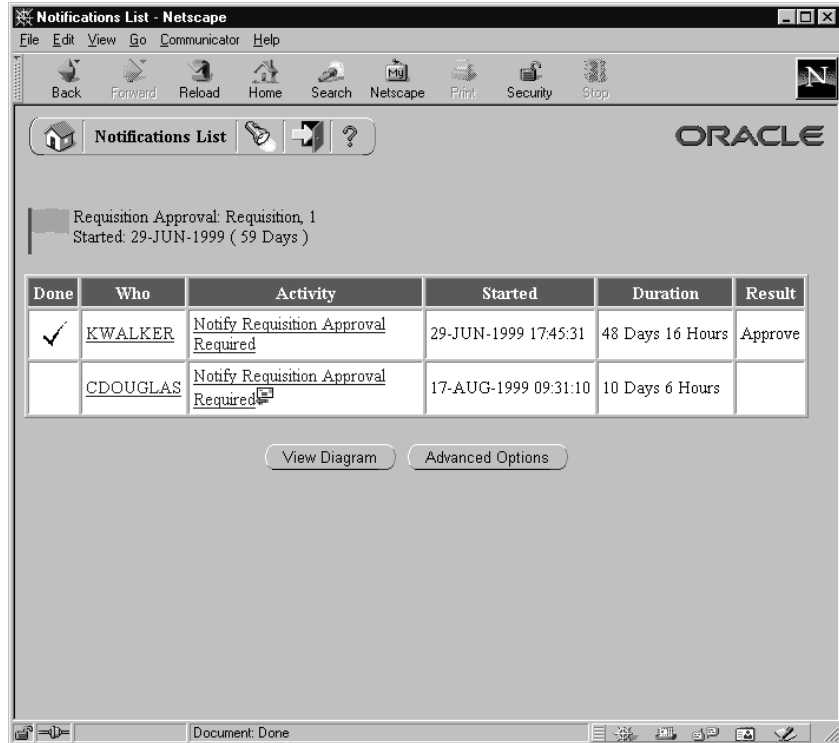 Notifications List - Netscape
File Edit View Go Communicator Help
Back Forward Reload Home Search Netscape Print Security Stop
My
N
Notifications List ?
ORACLE
Requisition Approval: Requisition, 1
Started: 29-JUN-1999 ( 59 Days )
Done Who Activity Started Duration Result
KWALKER Notify Requisition Approval Required 29-JUN-1999 17:45:31 48 Days 16 Hours Approve
CDOUGLAS Notify Requisition Approval Required 17-AUG-1999 09:31:10 10 Days 6 Hours
View Diagram Advanced Options
Document: Done